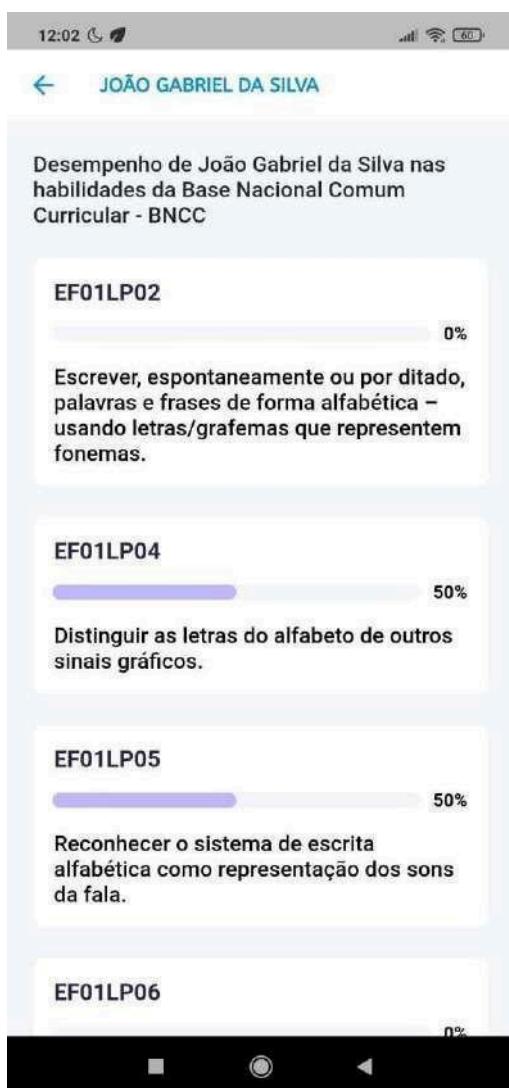 12:02
60
JOÃO GABRIEL DA SILVA
Desempenho de João Gabriel da Silva nas
habilidades da Base Nacional Comum
Curricular - BNCC
EF01LP02
0%
Escrever, espontaneamente ou por ditado,
palavras e frases de forma alfabética –
usando letras/grafemas que representem
fonemas.
EF01LP04
50%
Distinguir as letras do alfabeto de outros
sinais gráficos.
EF01LP05
50%
Reconhecer o sistema de escrita
alfabética como representação dos sons
da fala.
EF01LP06
0%